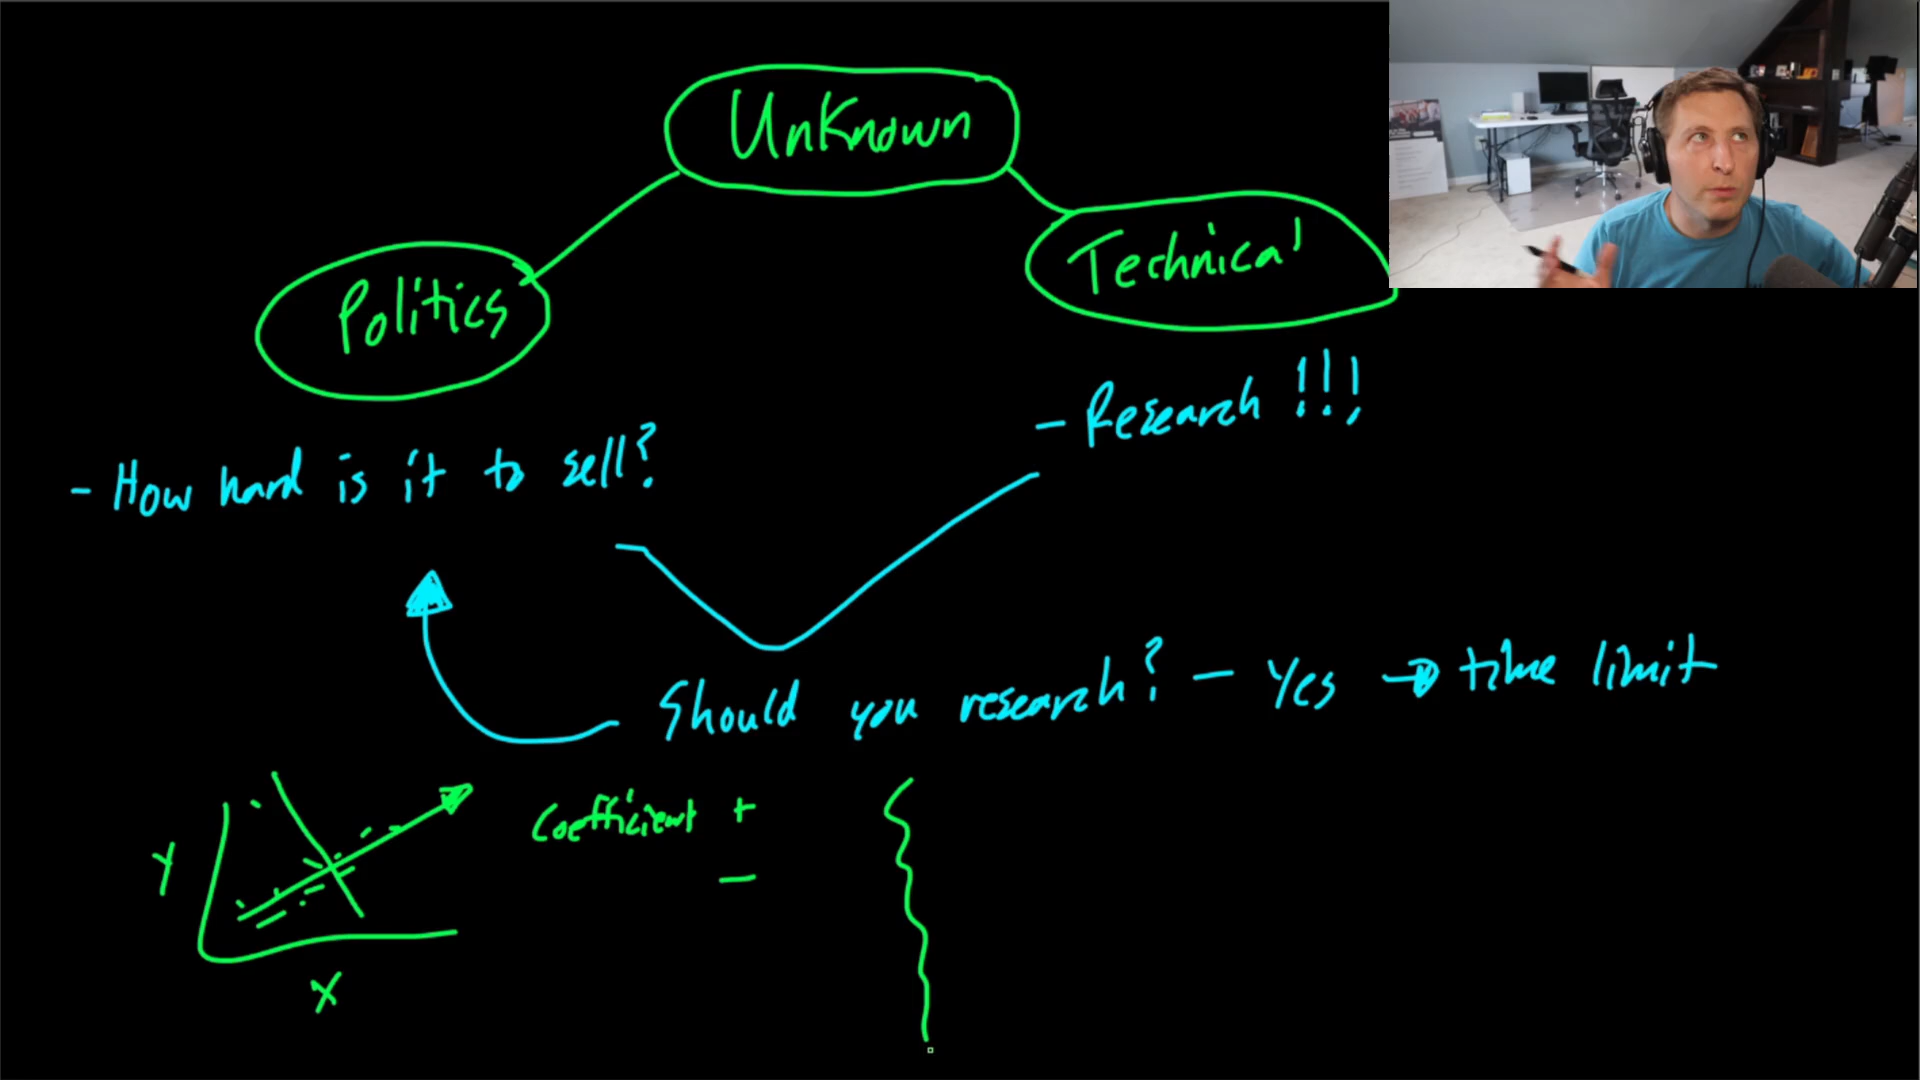 UnKnown
Politics
Technical
- Research !!!
- How hard is it to sell?
Should you research? - Yes → time limit
Coefficient +
-
Y
X